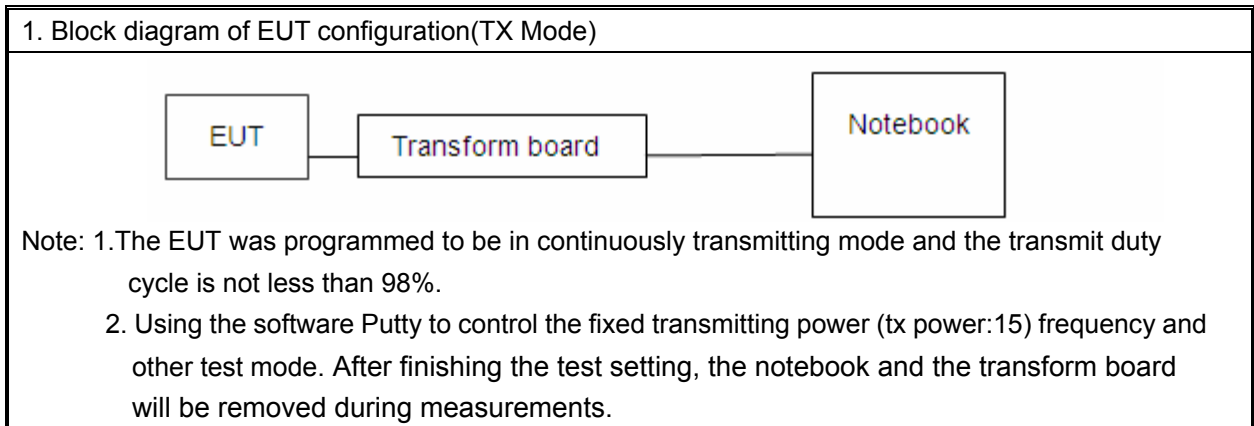 1. Block diagram of EUT configuration(TX Mode)
EUT
Transform board
Notebook
Note: 1.The EUT was programmed to be in continuously transmitting mode and the transmit duty
cycle is not less than 98%.
2. Using the software Putty to control the fixed transmitting power (tx power:15) frequency and
other test mode. After finishing the test setting, the notebook and the transform board
will be removed during measurements.